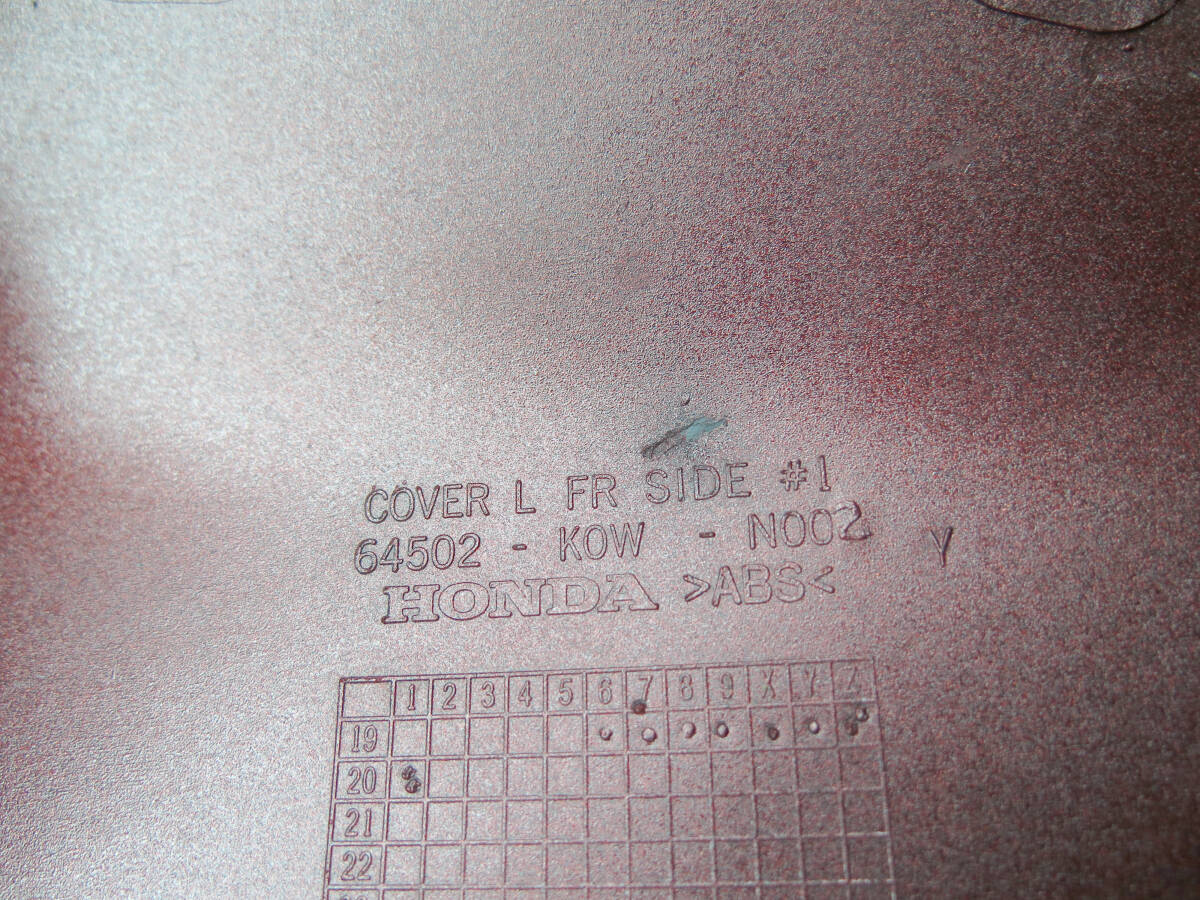 COVER L FR SIDE #1
64502 - KOW - N002 Y
HONDA >ABS<
1 2 3 4 5 6 7 8 9 X Y Z
19
20
21
22